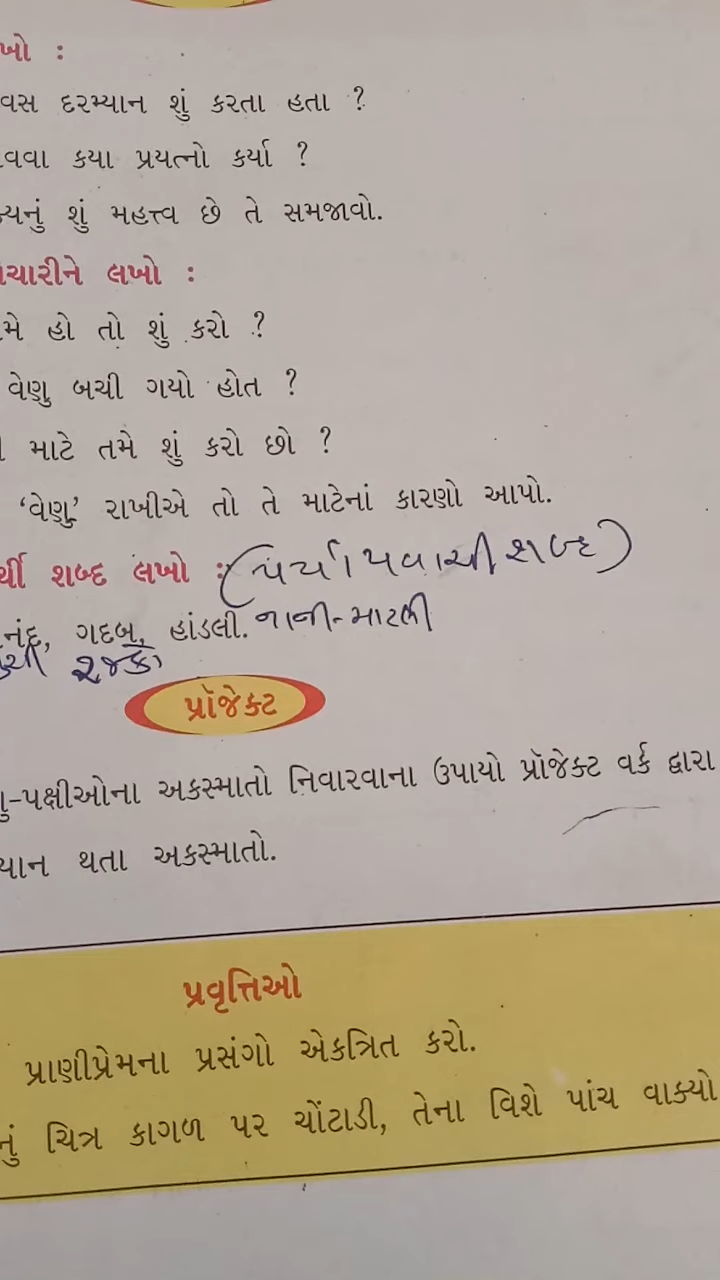 ખો :
વસ દરમ્યાન શું કરતા હતા ?
વવા કયા પ્રયત્નો કર્યા ?
યનું શું મહત્ત્વ છે તે સમજાવો.
ચારીને લખો :
મે હો તો શું કરો ?
વેણુ બચી ગયો હોત ?
માટે તમે શું કરો છો ?
‘વેણુ’ રાખીએ તો તે માટેનાં કારણો આપો.
ર્થી શબ્દ લખો : (પર્યાયવાચી શબ્દ)
નંદ, ગદબ, હાંડલી. નાની-માટલી
રજકો
પ્રૉજેક્ટ
-પક્ષીઓના અકસ્માતો નિવારવાના ઉપાયો પ્રૉજેક્ટ વર્ક દ્વારા
યાન થતા અકસ્માતો.
પ્રવૃત્તિઓ
પ્રાણીપ્રેમના પ્રસંગો એકત્રિત કરો.
નું ચિત્ર કાગળ પર ચોંટાડી, તેના વિશે પાંચ વાક્યો